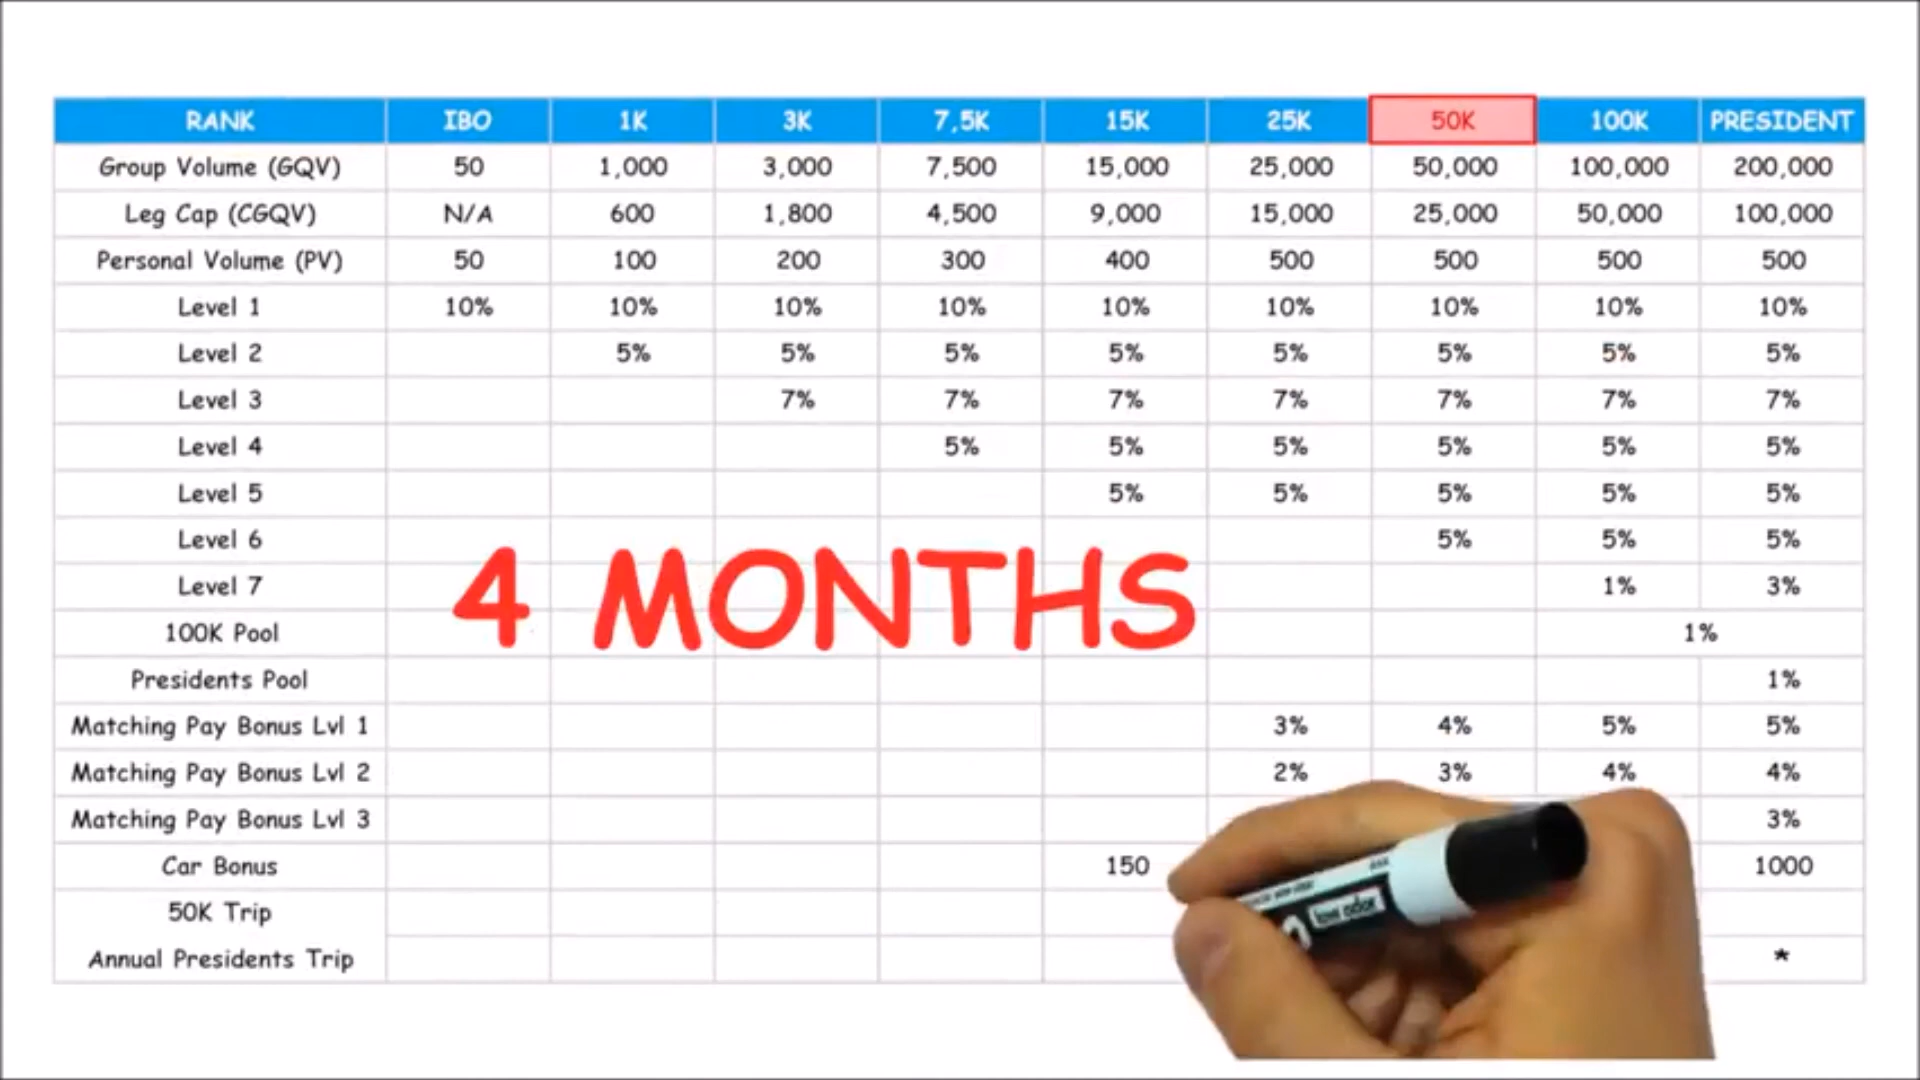 RANK IBO 1K 3K 7,5K 15K 25K 50K 100K PRESIDENT
Group Volume (GQV) 50 1,000 3,000 7,500 15,000 25,000 50,000 100,000 200,000
Leg Cap (CGQV) N/A 600 1,800 4,500 9,000 15,000 25,000 50,000 100,000
Personal Volume (PV) 50 100 200 300 400 500 500 500 500
Level 1 10% 10% 10% 10% 10% 10% 10% 10% 10%
Level 2 5% 5% 5% 5% 5% 5% 5% 5%
Level 3 7% 7% 7% 7% 7% 7% 7%
Level 4 5% 5% 5% 5% 5% 5%
Level 5 5% 5% 5% 5% 5%
Level 6 5% 5% 5%
Level 7 1% 3%
4 MONTHS
100K Pool 1%
Presidents Pool 1%
Matching Pay Bonus Lvl 1 3% 4% 5% 5%
Matching Pay Bonus Lvl 2 2% 3% 4% 4%
Matching Pay Bonus Lvl 3 3%
Car Bonus 150 1000
50K Trip
Annual Presidents Trip *
low odor